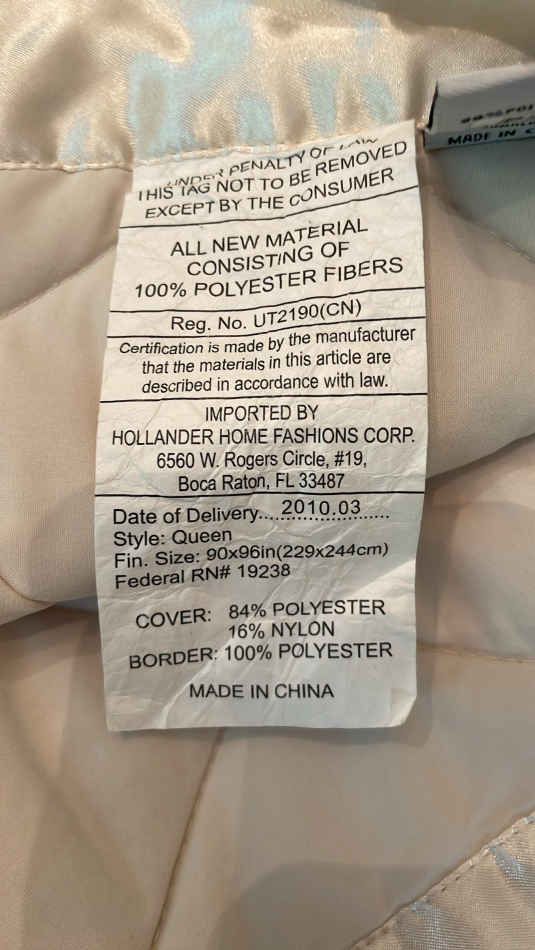 UNDER PENALTY OF LAW
THIS TAG NOT TO BE REMOVED
EXCEPT BY THE CONSUMER
ALL NEW MATERIAL
CONSISTING OF
100% POLYESTER FIBERS
Reg. No. UT2190(CN)
Certification is made by the manufacturer
that the materials in this article are
described in accordance with law.
IMPORTED BY
HOLLANDER HOME FASHIONS CORP.
6560 W. Rogers Circle, #19,
Boca Raton, FL 33487
Date of Delivery....2010.03......
Style: Queen
Fin. Size: 90x96in(229x244cm)
Federal RN# 19238
COVER: 84% POLYESTER
16% NYLON
BORDER: 100% POLYESTER
MADE IN CHINA
MADE IN